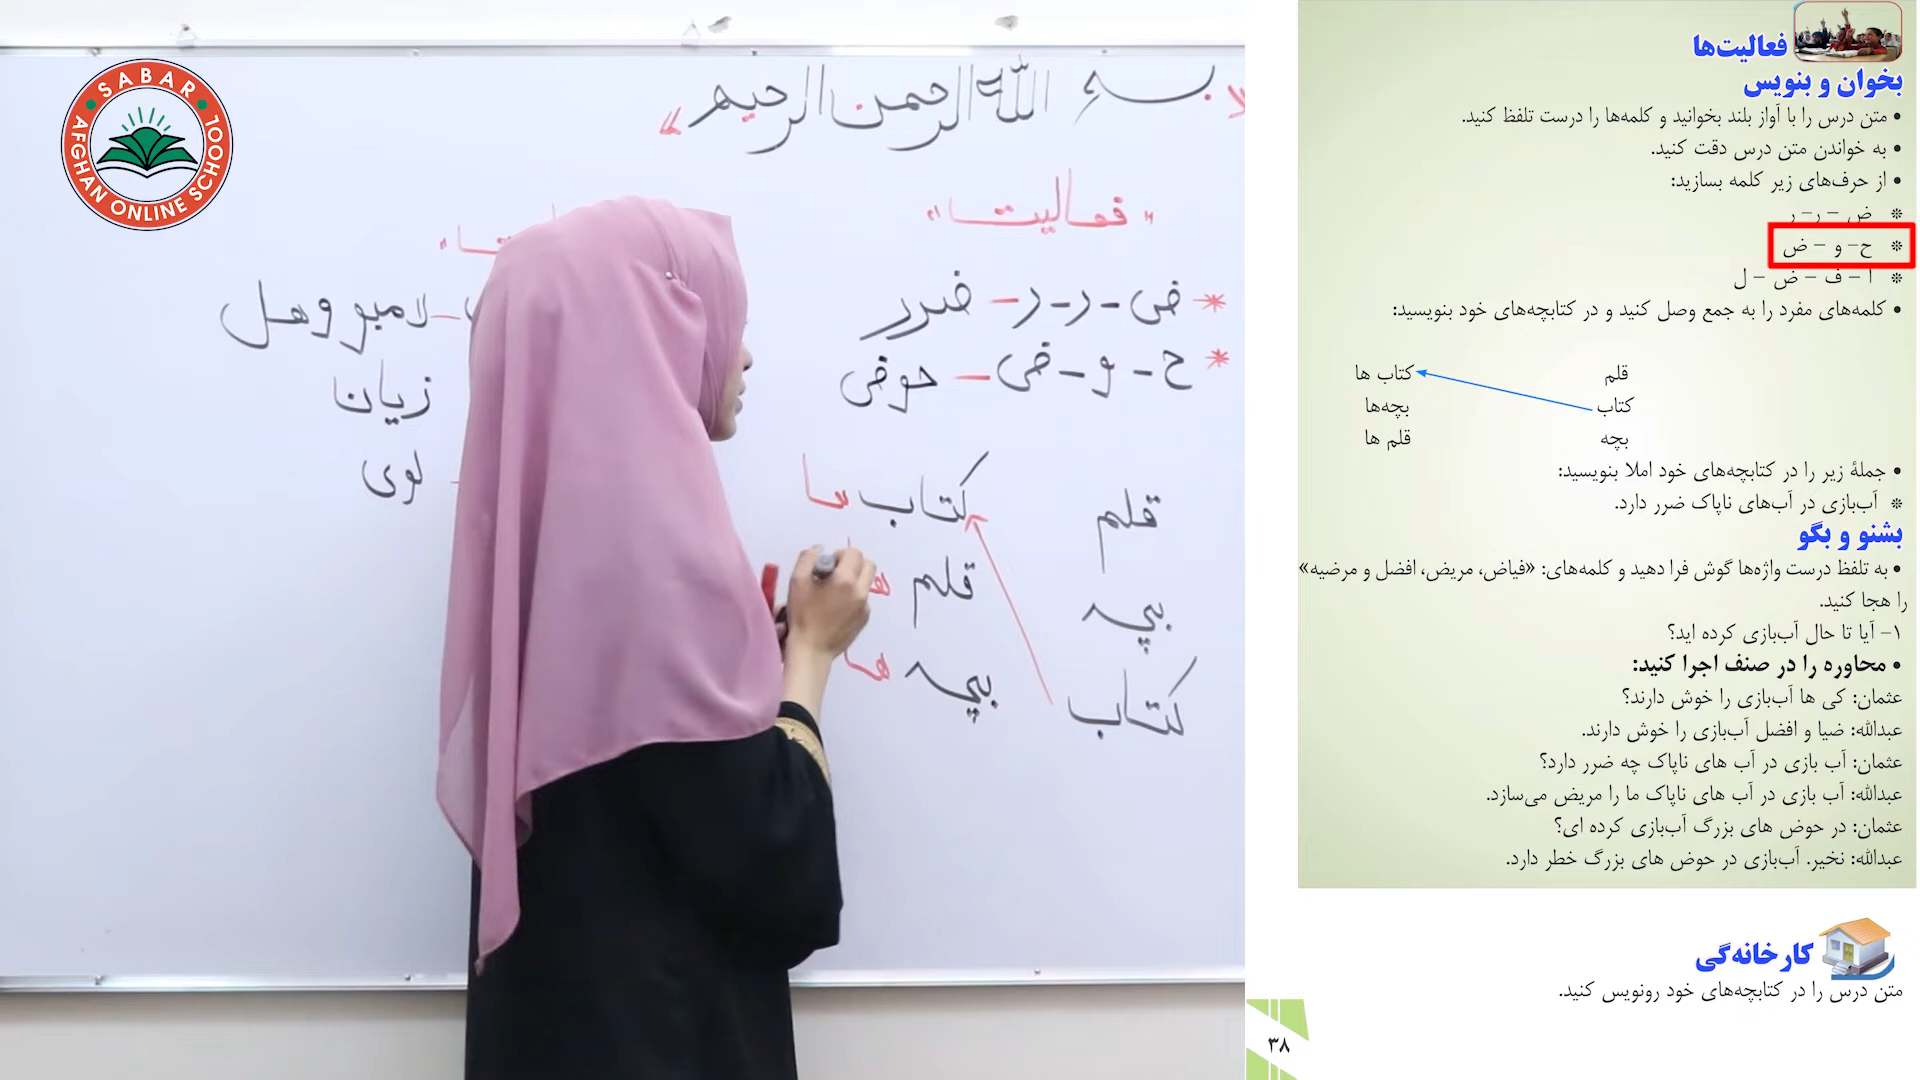 SABAR
AFGHAN ONLINE SCHOOL
بسم الله الرحمن الرحیم
"فعالیت"
* ض - ر - ر - ضرر
* ح - و - ض - حوض
قلم
بچه
کتاب
کتاب ها
قلم ها
بچه ها
لامبو وهل
زیان
لوی
فعالیت‌ها
بخوان و بنویس
• متن درس را با آواز بلند بخوانید و کلمه‌ها را درست تلفظ کنید.
• به خواندن متن درس دقت کنید.
• از حرف‌های زیر کلمه بسازید:
❊ ض – ر– ر
❊ ح– و – ض
❊ ا – ف – ض – ل
• کلمه‌های مفرد را به جمع وصل کنید و در کتابچه‌های خود بنویسید:
قلم کتاب ها
کتاب بچه‌ها
بچه قلم ها
• جملهٔ زیر را در کتابچه‌های خود املا بنویسید:
❊ آب‌بازی در آب‌های ناپاک ضرر دارد.
بشنو و بگو
• به تلفظ درست واژه‌ها گوش فرا دهید و کلمه‌های: «فیاض، مریض، افضل و مرضیه»
را هجا کنید.
۱– آیا تا حال آب‌بازی کرده اید؟
• محاوره را در صنف اجرا کنید:
عثمان: کی ها آب‌بازی را خوش دارند؟
عبدالله: ضیا و افضل آب‌بازی را خوش دارند.
عثمان: آب بازی در آب های ناپاک چه ضرر دارد؟
عبدالله: آب بازی در آب های ناپاک ما را مریض می‌سازد.
عثمان: در حوض های بزرگ آب‌بازی کرده ای؟
عبدالله: نخیر. آب‌بازی در حوض های بزرگ خطر دارد.
کارخانه‌گی
متن درس را در کتابچه‌های خود رونویس کنید.
۳۸